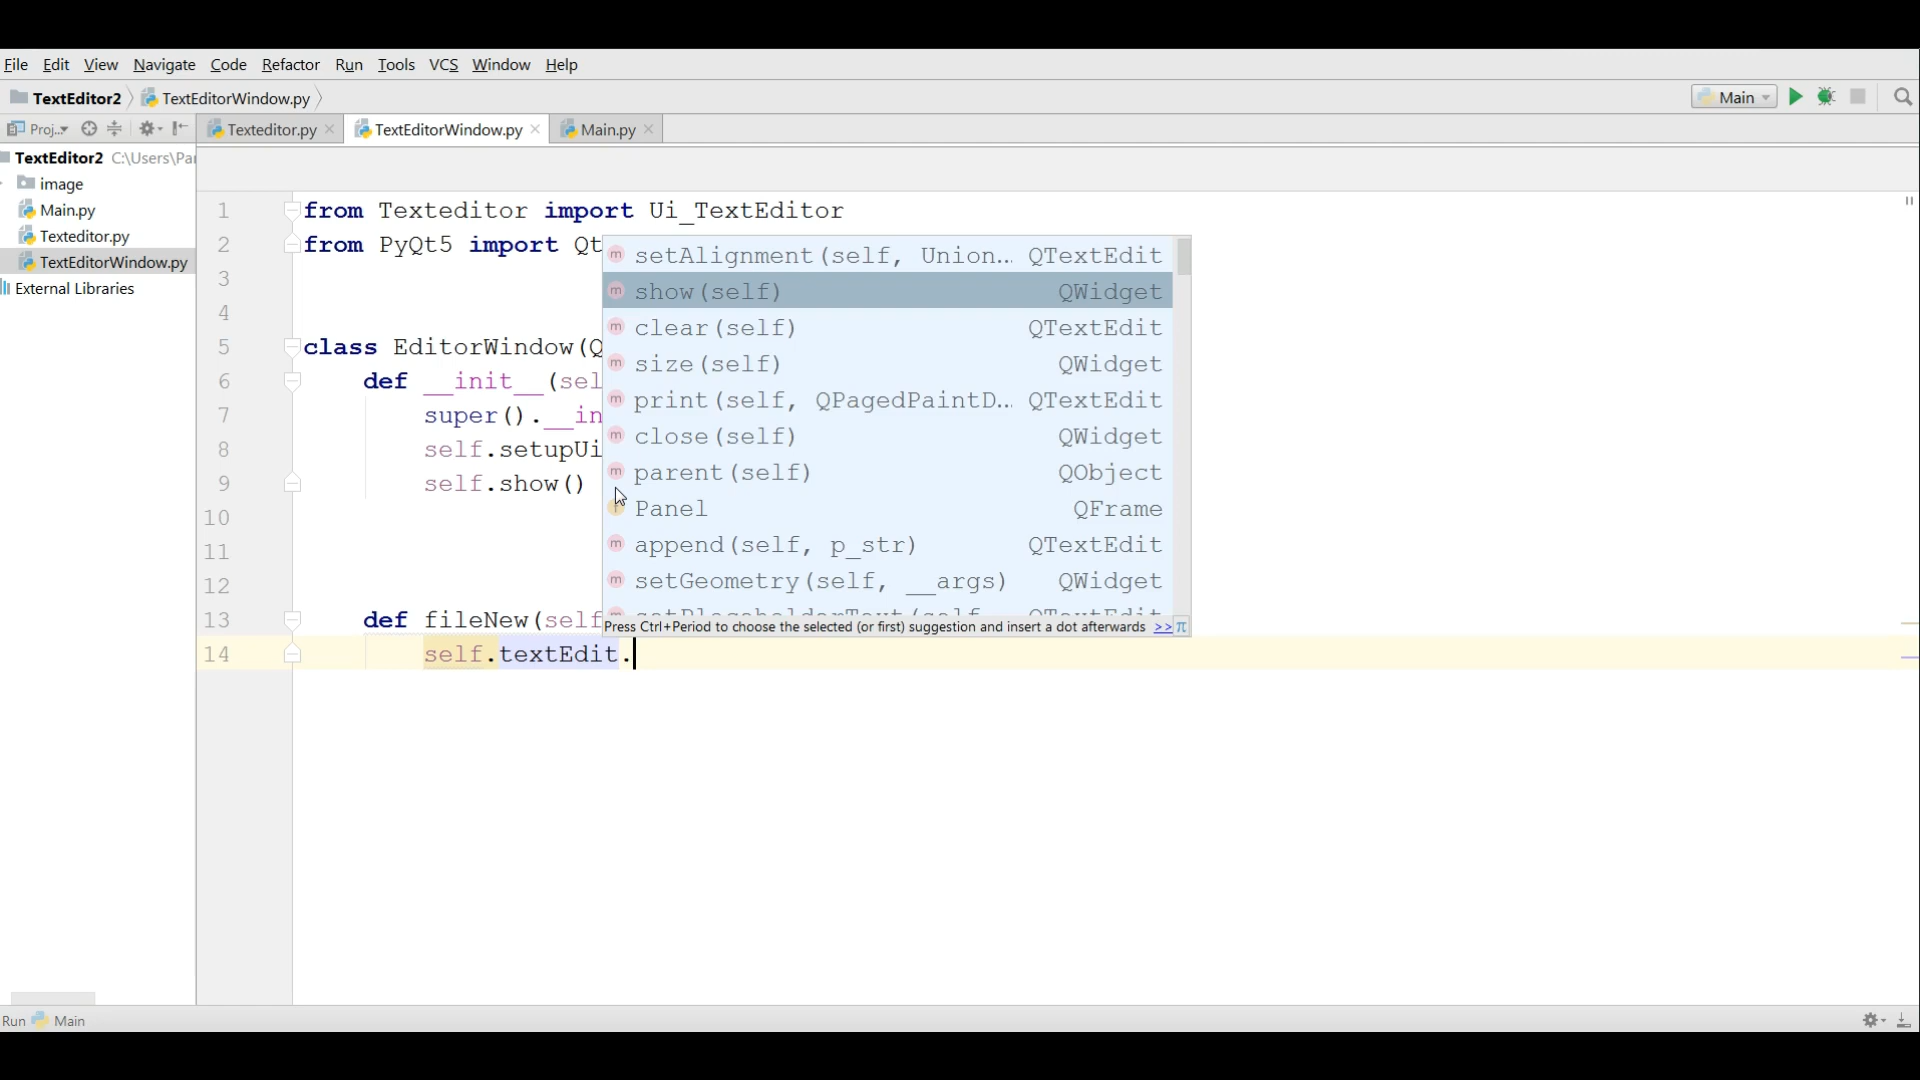 File Edit View Navigate Code Refactor Run Tools VCS Window Help
TextEditor2 TextEditorWindow.py Main
Proj.. Texteditor.py TextEditorWindow.py Main.py
TextEditor2 C:\Users\Pa
image
Main.py
Texteditor.py
TextEditorWindow.py
External Libraries
1 from Texteditor import Ui_TextEditor
2 from PyQt5 import Qt
3
4
5 class EditorWindow(Q
6 def __init__(sel
7 super().__in
8 self.setupUi
9 self.show()
10
11
12
13 def fileNew(self
14 self.textEdit.
setAlignment(self, Union… QTextEdit
show(self) QWidget
clear(self) QTextEdit
size(self) QWidget
print(self, QPagedPaintD… QTextEdit
close(self) QWidget
parent(self) QObject
Panel QFrame
append(self, p_str) QTextEdit
setGeometry(self, __args) QWidget
setPlaceholderText(self, QTextEdit
Press Ctrl+Period to choose the selected (or first) suggestion and insert a dot afterwards >> π
Run Main